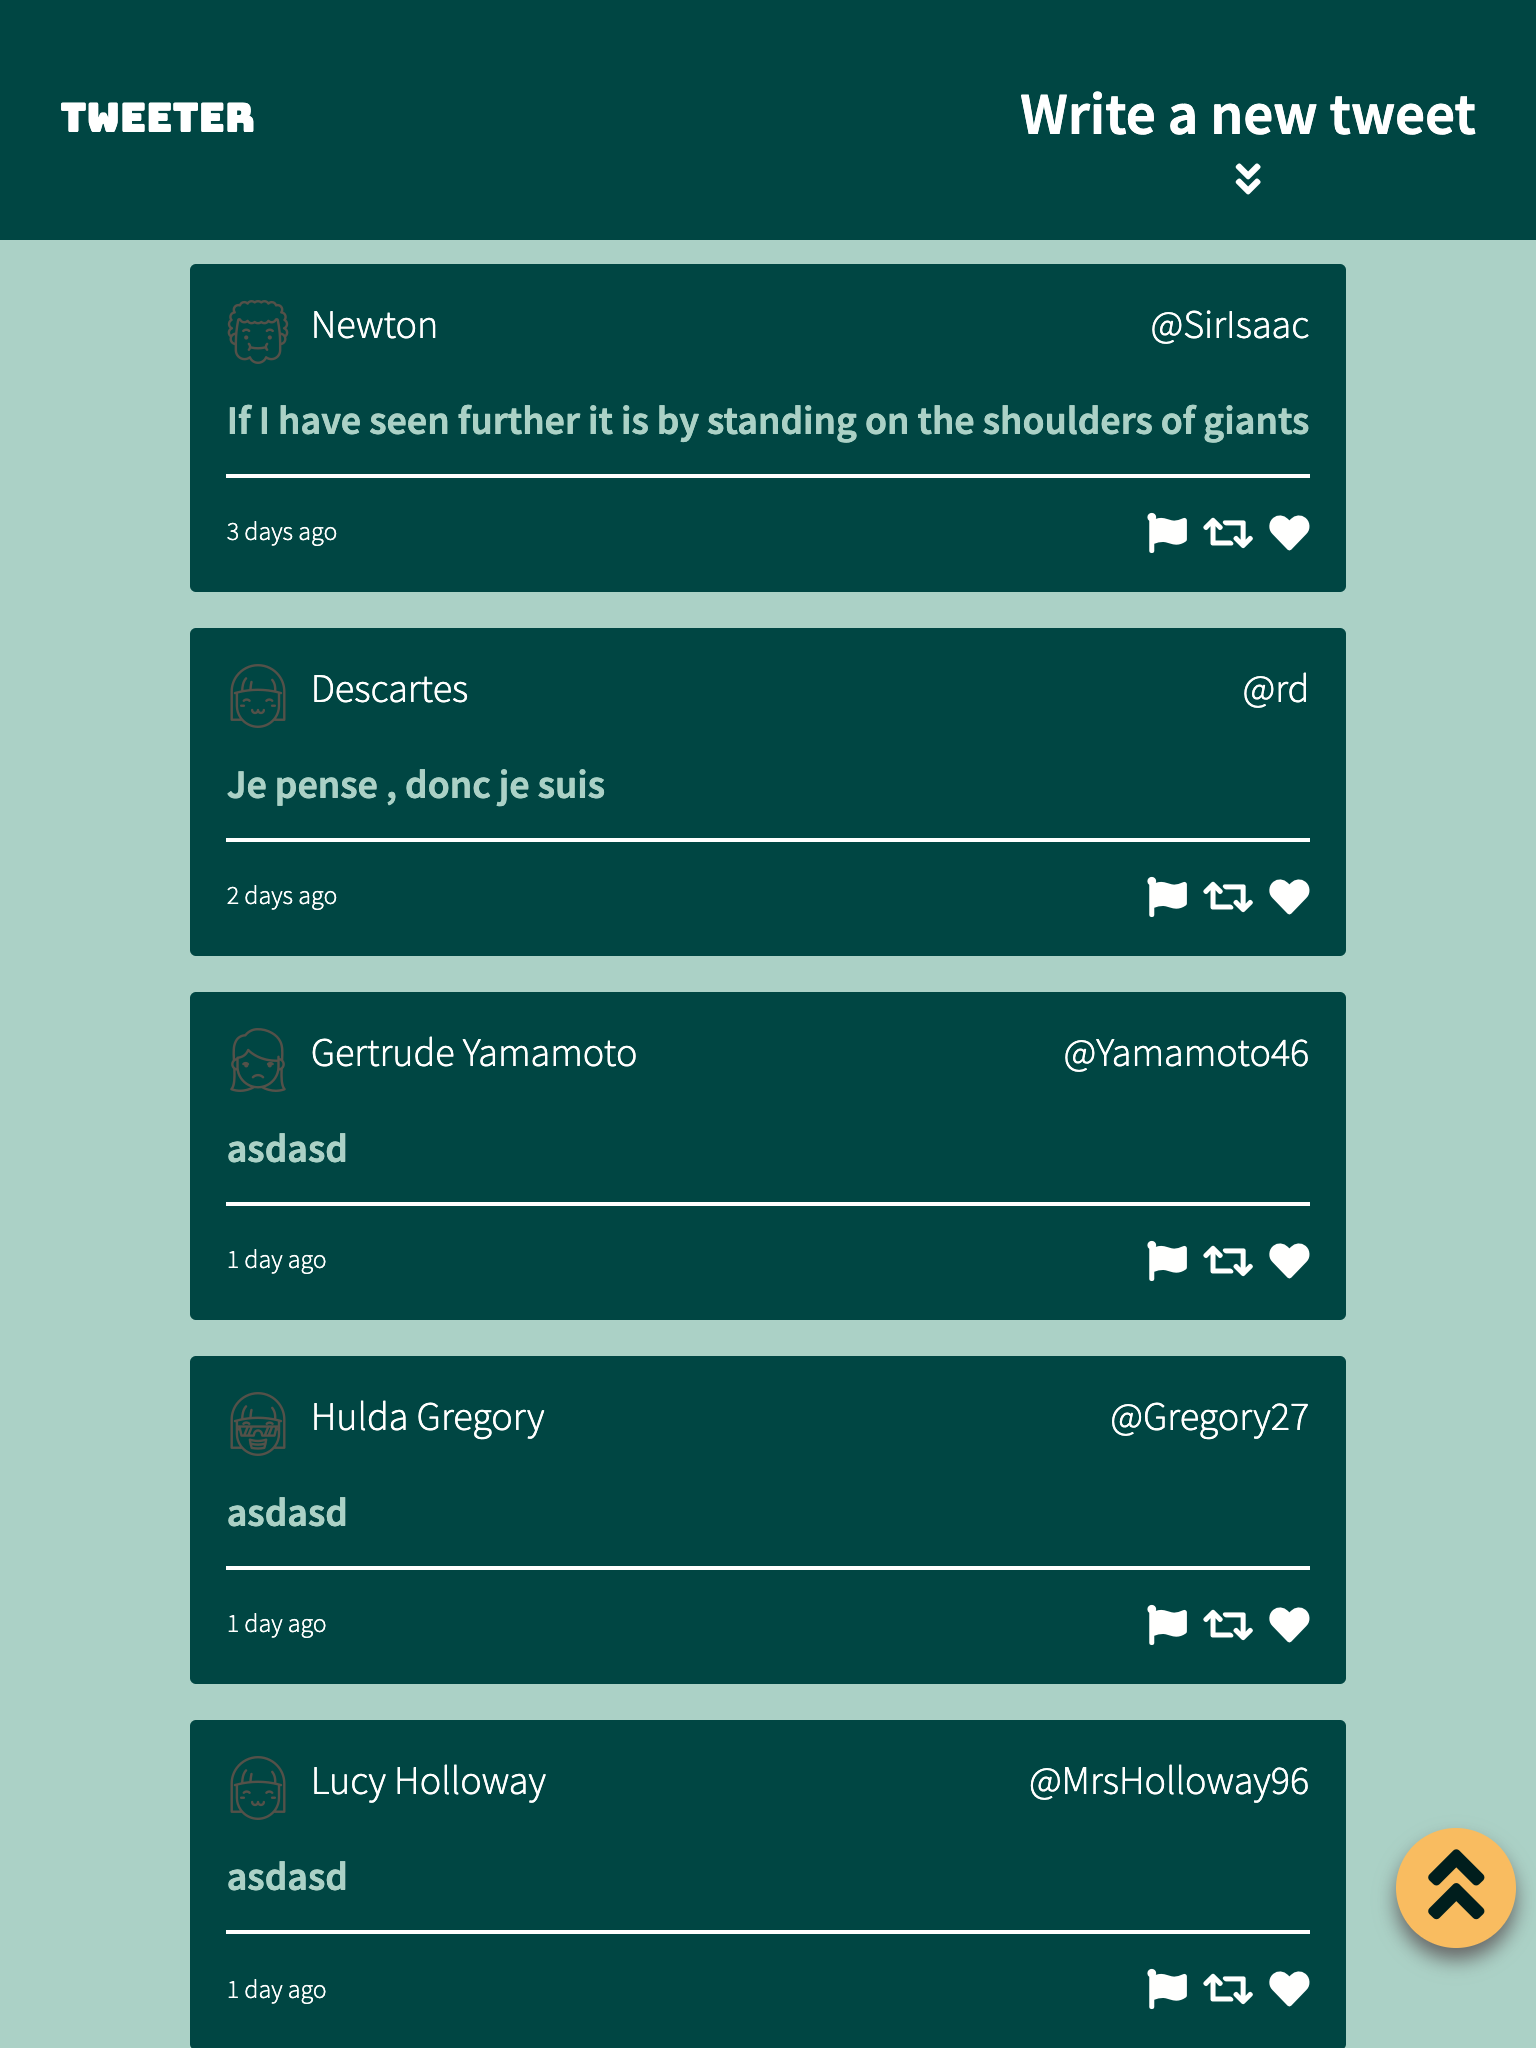 TWEETER
Write a new tweet
Newton @SirIsaac
If I have seen further it is by standing on the shoulders of giants
3 days ago
Descartes @rd
Je pense , donc je suis
2 days ago
Gertrude Yamamoto @Yamamoto46
asdasd
1 day ago
Hulda Gregory @Gregory27
asdasd
1 day ago
Lucy Holloway @MrsHolloway96
asdasd
1 day ago